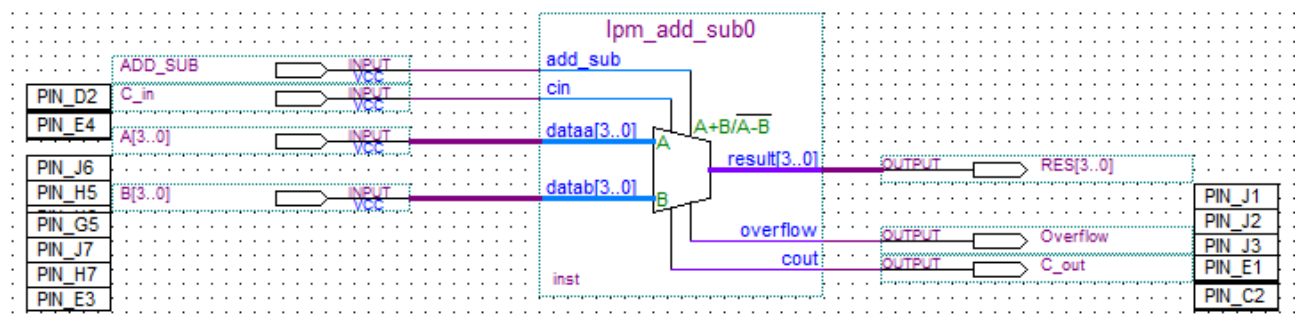 lpm_add_sub0
ADD_SUB INPUT VCC add_sub
PIN_D2 C_in INPUT VCC cin
PIN_E4
A[3..0] INPUT VCC dataa[3..0] A A+B/A-B
PIN_J6
result[3..0] OUTPUT RES[3..0]
PIN_H5 B[3..0] INPUT VCC datab[3..0] B
PIN_J1
PIN_G5
PIN_J2
PIN_J7 overflow OUTPUT Overflow
PIN_J3
PIN_H7 cout OUTPUT C_out PIN_E1
inst
PIN_E3 PIN_C2